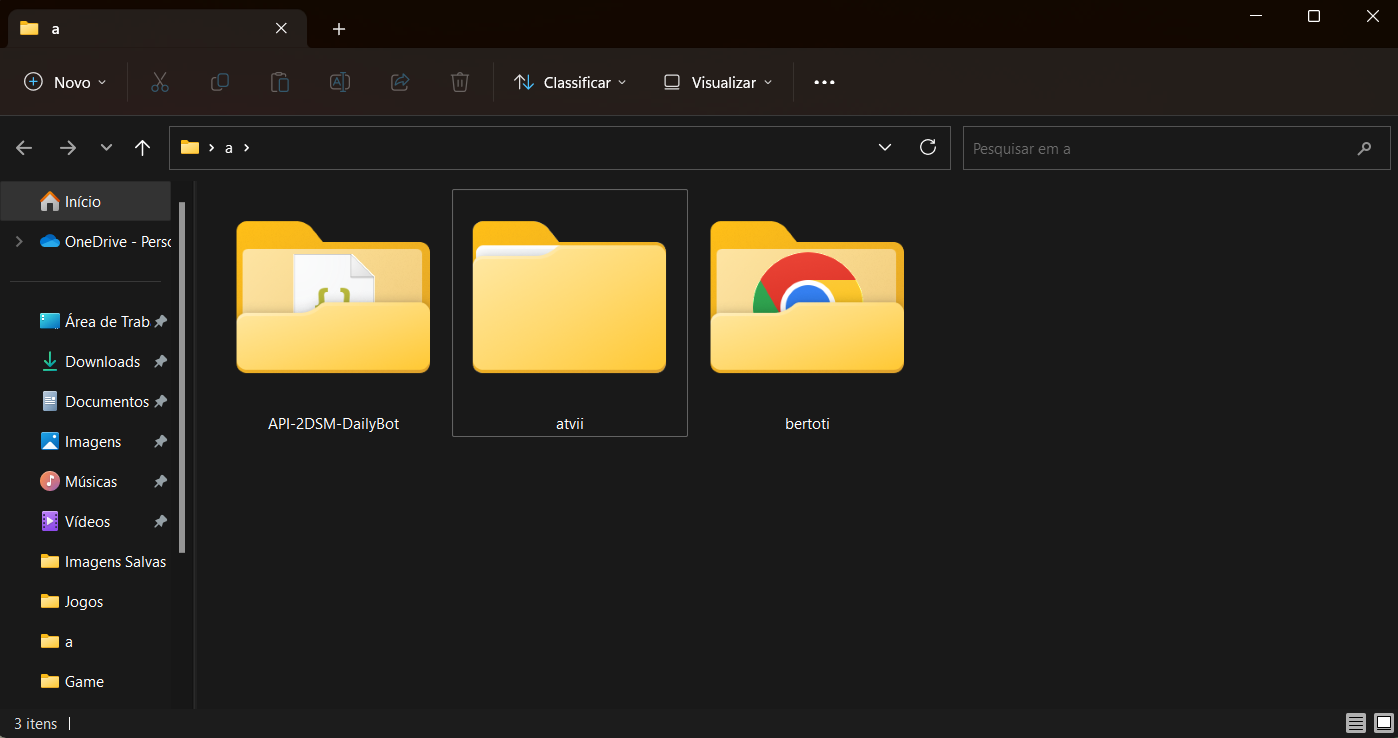 a
Novo
Classificar
Visualizar
a
Pesquisar em a
Início
OneDrive - Perso
Área de Trab
Downloads
Documentos
Imagens
Músicas
Vídeos
Imagens Salvas
Jogos
a
Game
API-2DSM-DailyBot
atvii
bertoti
3 itens